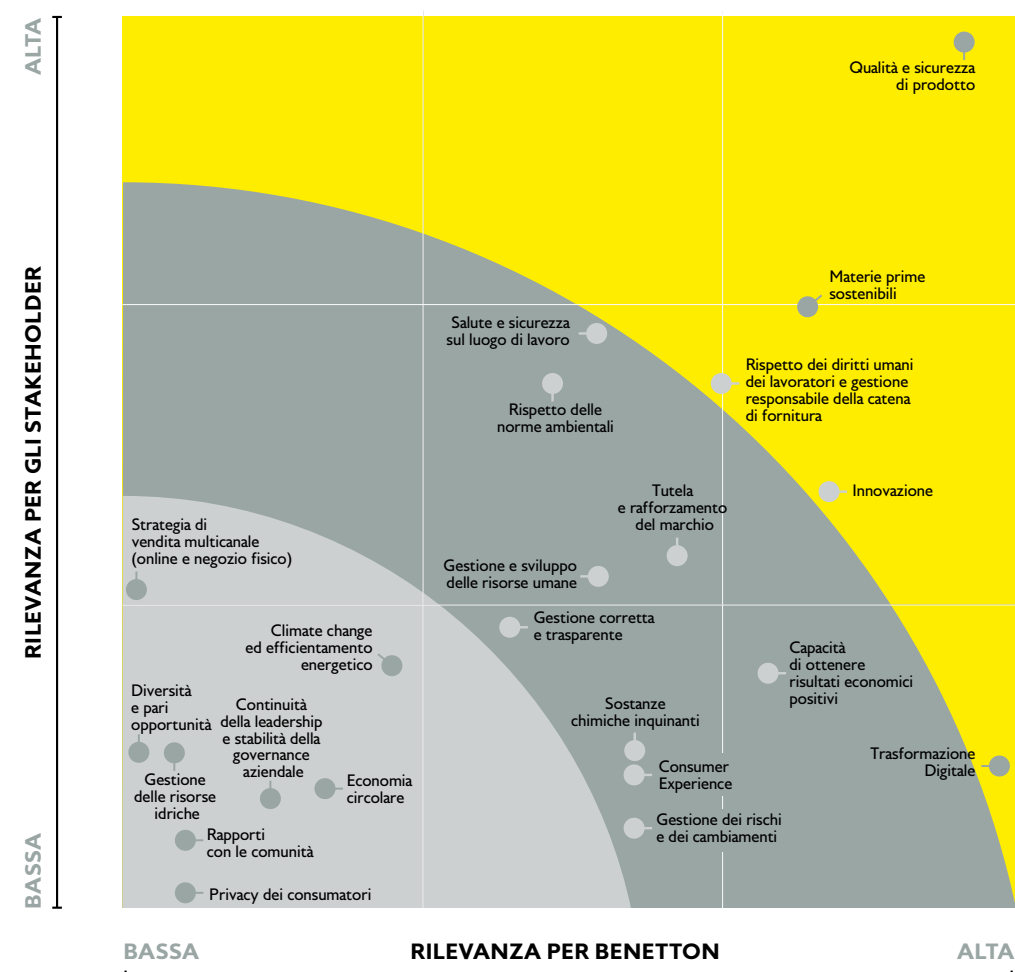 ALTA
RILEVANZA PER GLI STAKEHOLDER
BASSA
Qualità e sicurezza
di prodotto
Materie prime
sostenibili
Salute e sicurezza
sul luogo di lavoro
Rispetto dei diritti umani
dei lavoratori e gestione
responsabile della catena
di fornitura
Rispetto delle
norme ambientali
Tutela
e rafforzamento
del marchio
Innovazione
Strategia di
vendita multicanale
(online e negozio fisico)
Gestione e sviluppo
delle risorse umane
Gestione corretta
e trasparente
Climate change
ed efficientamento
energetico
Capacità
di ottenere
risultati economici
positivi
Diversità
e pari
opportunità
Continuità
della leadership
e stabilità della
governance
aziendale
Sostanze
chimiche inquinanti
Trasformazione
Digitale
Gestione
delle risorse
idriche
Economia
circolare
Consumer
Experience
Rapporti
con le comunità
Gestione dei rischi
e dei cambiamenti
Privacy dei consumatori
BASSA
RILEVANZA PER BENETTON
ALTA